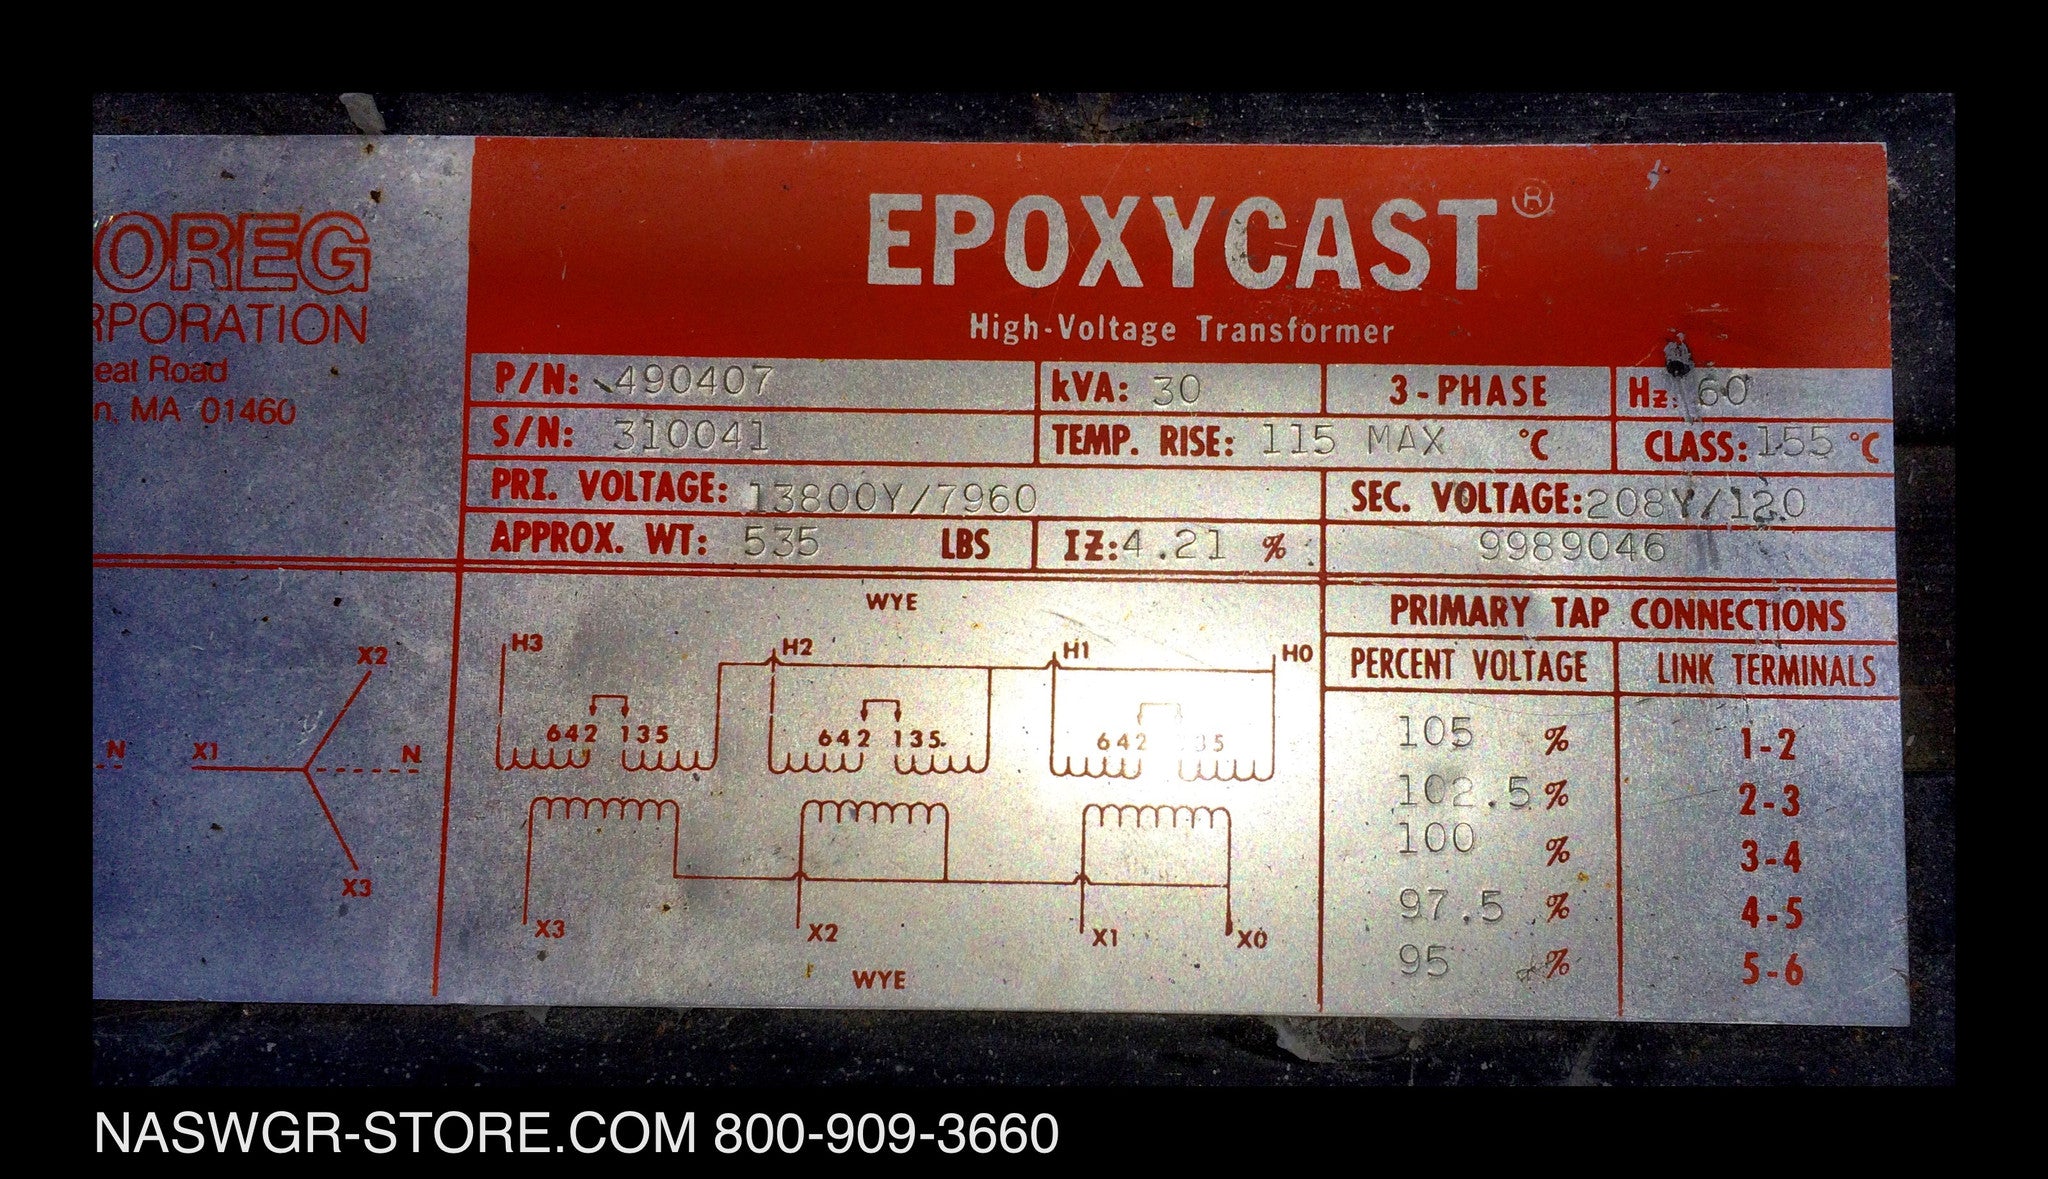 OREG
RPORATION
eat Road
n, MA 01460
EPOXYCAST®
High-Voltage Transformer
P/N: 490407 kVA: 30 3-PHASE Hz: 60
S/N: 310041 TEMP. RISE: 115 MAX °C CLASS: 155 °C
PRI. VOLTAGE: 13800Y/7960 SEC. VOLTAGE: 208Y/120
APPROX. WT: 535 LBS IZ: 4.21 % 9989046
N X1 X2 N X3
WYE
H3 H2 H1 H0
642 135 642 135 642 135
X3 X2 X1 X0
WYE
PRIMARY TAP CONNECTIONS
PERCENT VOLTAGE LINK TERMINALS
105 % 1-2
102.5 % 2-3
100 % 3-4
97.5 % 4-5
95 % 5-6
NASWGR-STORE.COM 800-909-3660